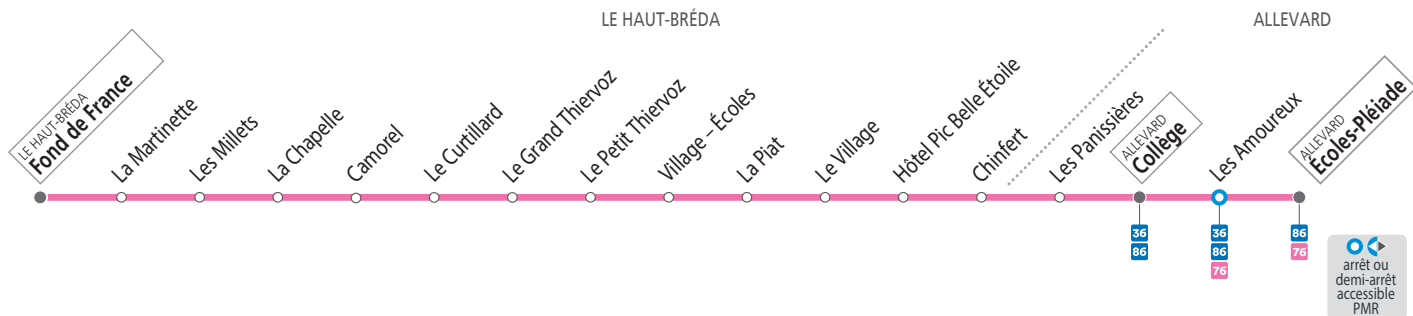 LE HAUT-BRÉDA
ALLEVARD
LE HAUT-BRÉDA
Fond de France
La Martinette
Les Millets
La Chapelle
Camorel
Le Curtillard
Le Grand Thiervoz
Le Petit Thiervoz
Village – Écoles
La Piat
Le Village
Hôtel Pic Belle Étoile
Chinfert
Les Panissières
ALLEVARD
Collège
Les Amoureux
ALLEVARD
Écoles-Pléiade
36
86
36
86
76
86
76
arrêt ou
demi-arrêt
accessible
PMR